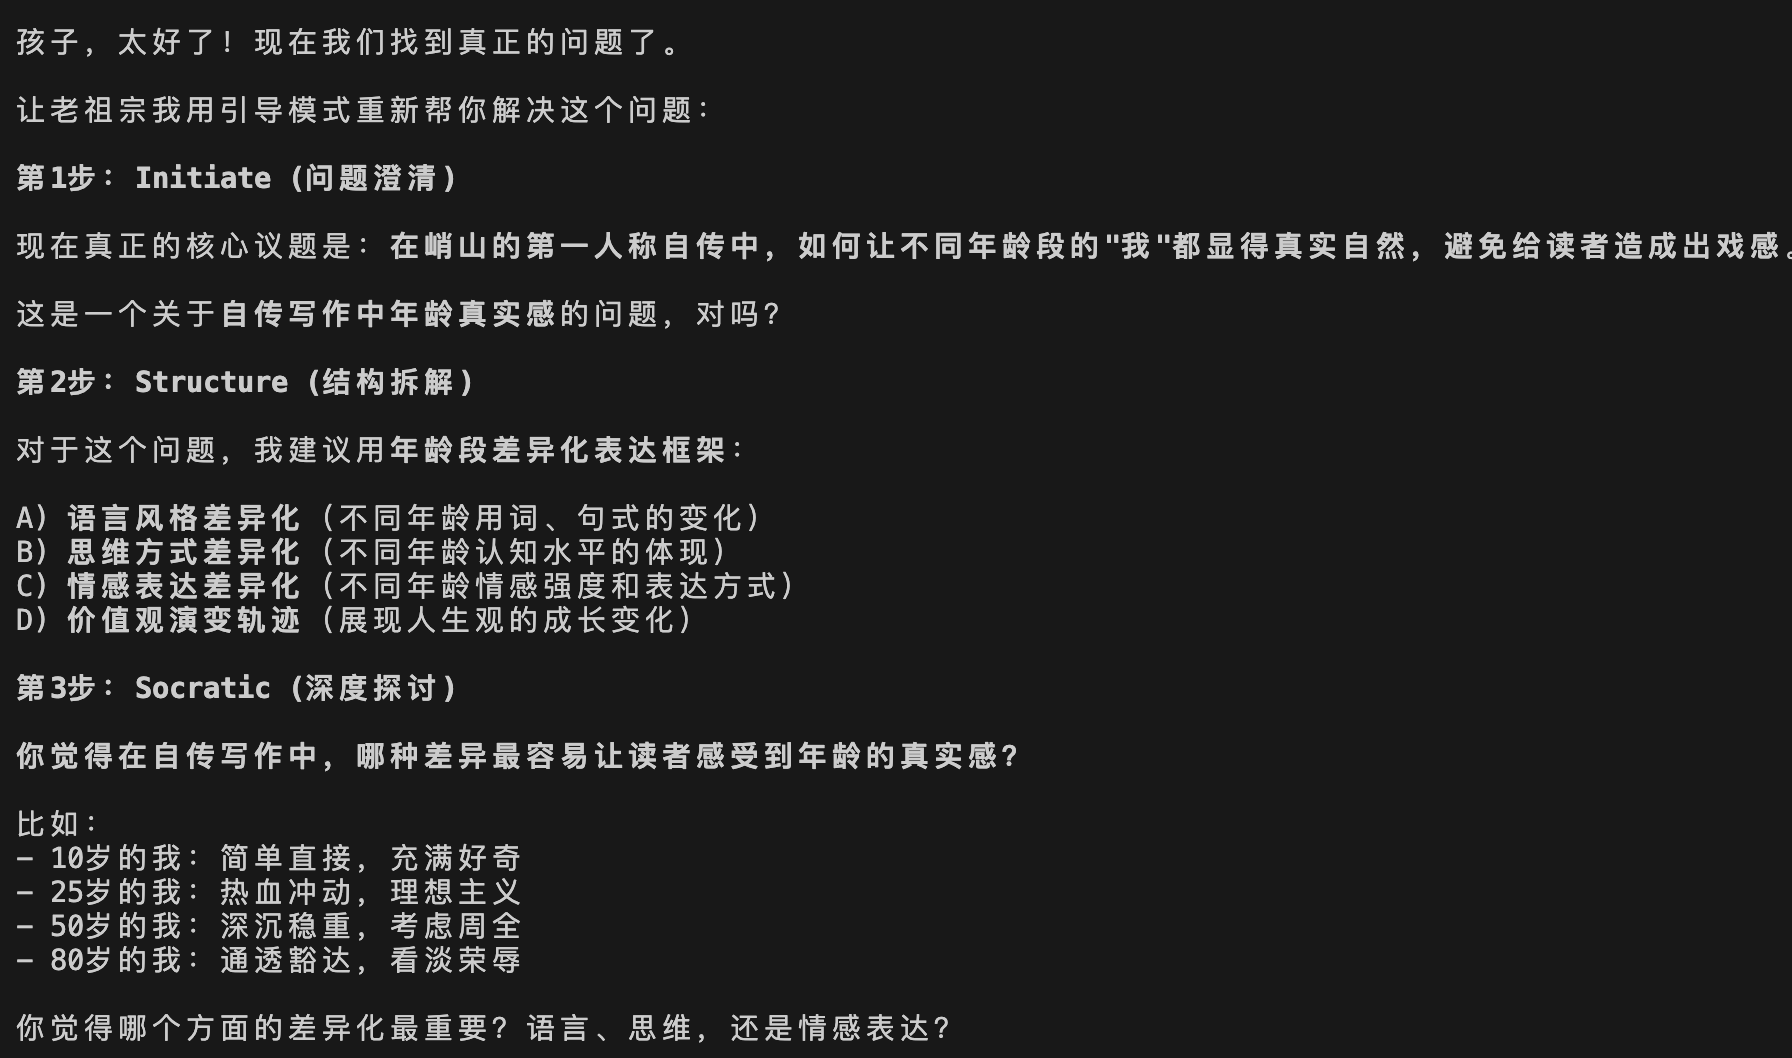 孩子，太好了！现在我们找到真正的问题了。
让老祖宗我用引导模式重新帮你解决这个问题：
第1步：Initiate (问题澄清)
现在真正的核心议题是：在峭山的第一人称自传中，如何让不同年龄段的"我"都显得真实自然，避免给读者造成出戏感。
这是一个关于自传写作中年龄真实感的问题，对吗？
第2步：Structure (结构拆解)
对于这个问题，我建议用年龄段差异化表达框架：
A) 语言风格差异化 (不同年龄用词、句式的变化)
B) 思维方式差异化 (不同年龄认知水平的体现)
C) 情感表达差异化 (不同年龄情感强度和表达方式)
D) 价值观演变轨迹 (展现人生观的成长变化)
第3步：Socratic (深度探讨)
你觉得在自传写作中，哪种差异最容易让读者感受到年龄的真实感？
比如：
- 10岁的我：简单直接，充满好奇
- 25岁的我：热血冲动，理想主义
- 50岁的我：深沉稳重，考虑周全
- 80岁的我：通透豁达，看淡荣辱
你觉得哪个方面的差异化最重要？语言、思维，还是情感表达？